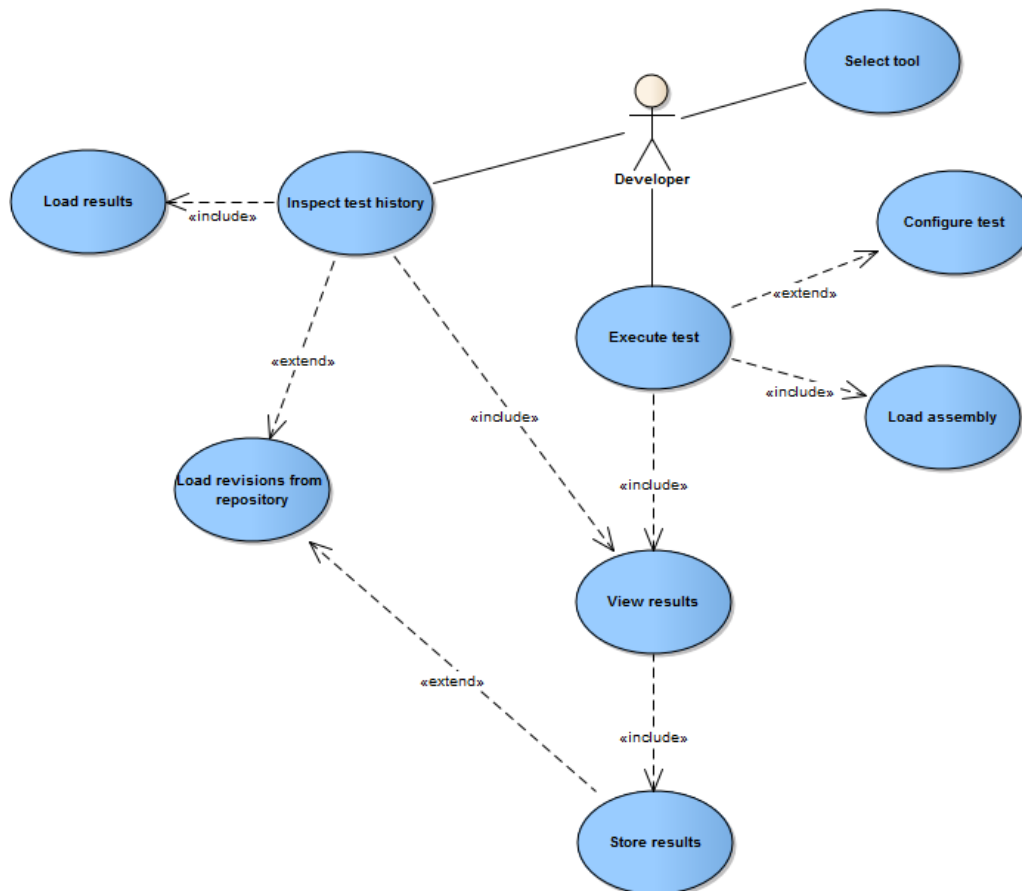 Select tool
Developer
Load results
«include»
Inspect test history
Configure test
«extend»
Execute test
«extend»
«include»
Load assembly
«include»
Load revisions from
repository
«include»
View results
«extend»
«include»
Store results